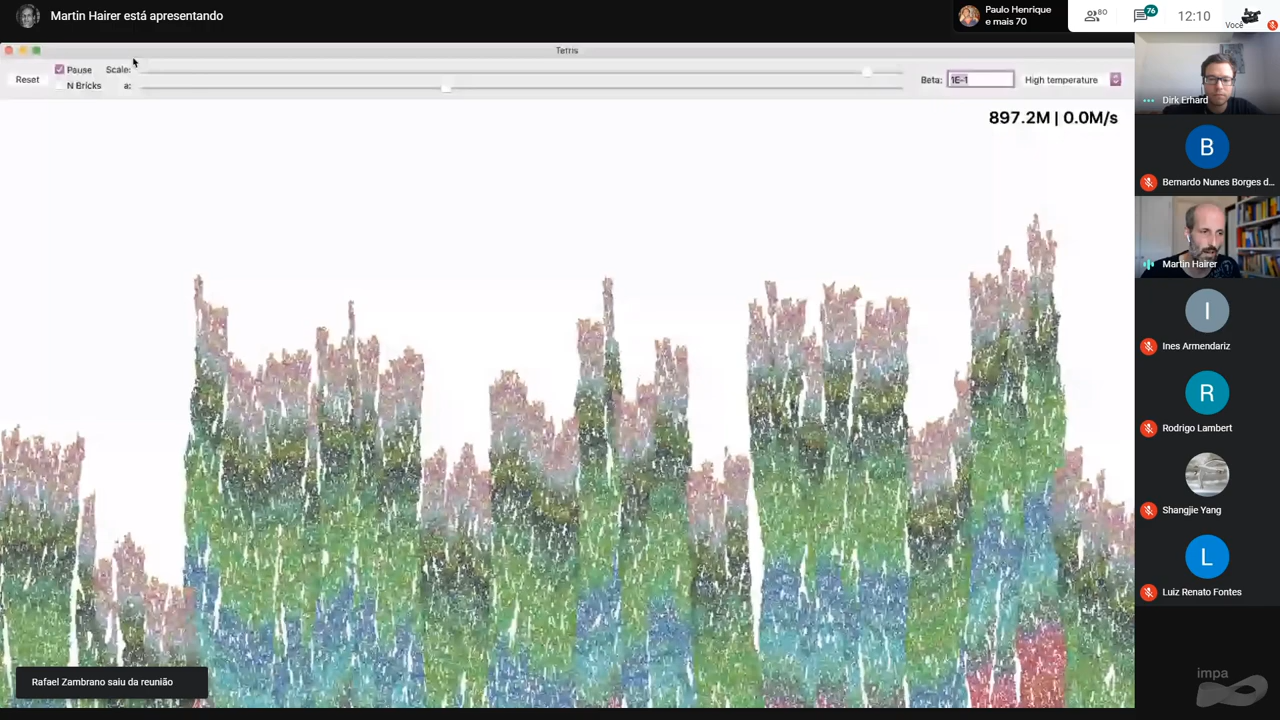 Martin Hairer está apresentando
Paulo Henrique
e mais 70
80
76
12:10
Você
Tetris
Reset
Pause
Scale:
N Bricks
a:
Beta:
1E-1
High temperature
897.2M | 0.0M/s
Dirk Erhard
B
Bernardo Nunes Borges d...
Martin Hairer
I
Ines Armendariz
R
Rodrigo Lambert
Shangjie Yang
L
Luiz Renato Fontes
Rafael Zambrano saiu da reunião
impa